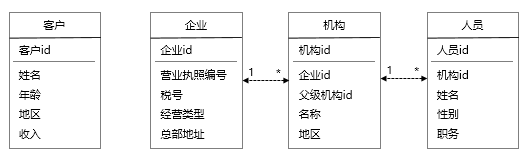 客户
客户id
姓名
年龄
地区
收入
企业
企业id
营业执照编号
税号
经营类型
总部地址
1
*
机构
机构id
企业id
父级机构id
名称
地区
1
*
人员
人员id
机构id
姓名
性别
职务